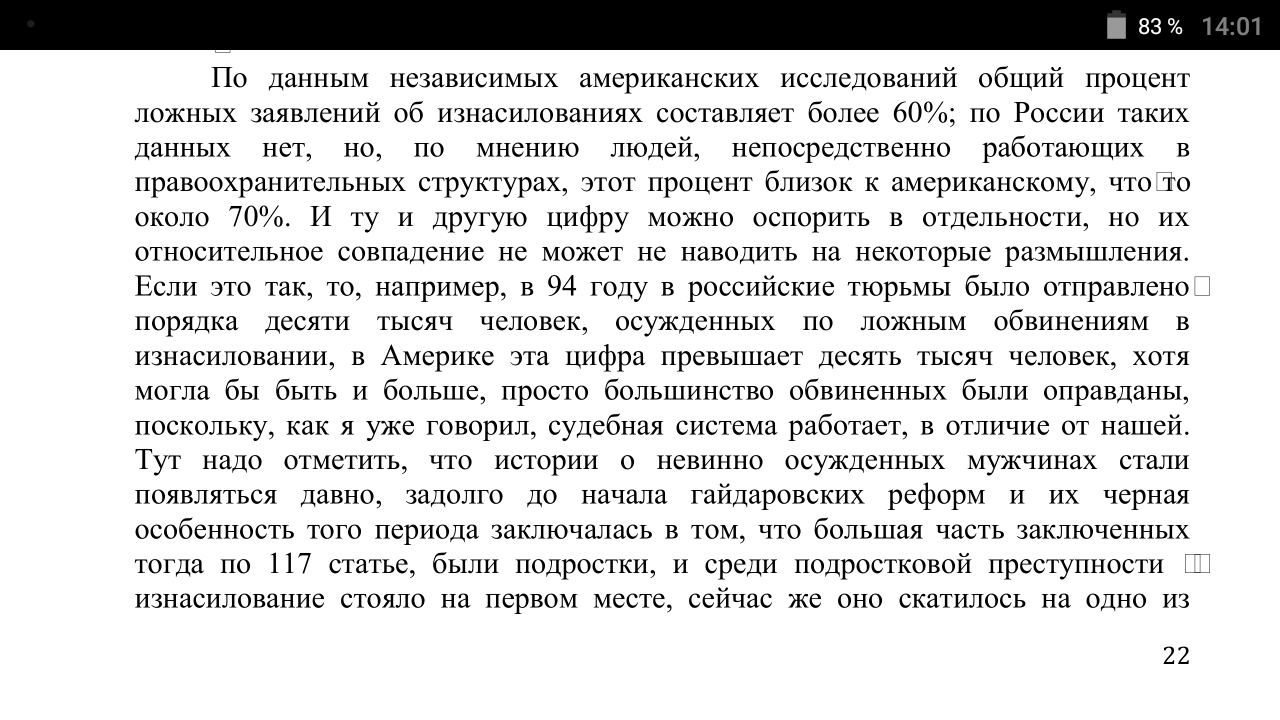 83 % 14:01
По данным независимых американских исследований общий процент
ложных заявлений об изнасилованиях составляет более 60%; по России таких
данных нет, но, по мнению людей, непосредственно работающих в
правоохранительных структурах, этот процент близок к американскому, что то
около 70%. И ту и другую цифру можно оспорить в отдельности, но их
относительное совпадение не может не наводить на некоторые размышления.
Если это так, то, например, в 94 году в российские тюрьмы было отправлено
порядка десяти тысяч человек, осужденных по ложным обвинениям в
изнасиловании, в Америке эта цифра превышает десять тысяч человек, хотя
могла бы быть и больше, просто большинство обвиненных были оправданы,
поскольку, как я уже говорил, судебная система работает, в отличие от нашей.
Тут надо отметить, что истории о невинно осужденных мужчинах стали
появляться давно, задолго до начала гайдаровских реформ и их черная
особенность того периода заключалась в том, что большая часть заключенных
тогда по 117 статье, были подростки, и среди подростковой преступности
изнасилование стояло на первом месте, сейчас же оно скатилось на одно из
22